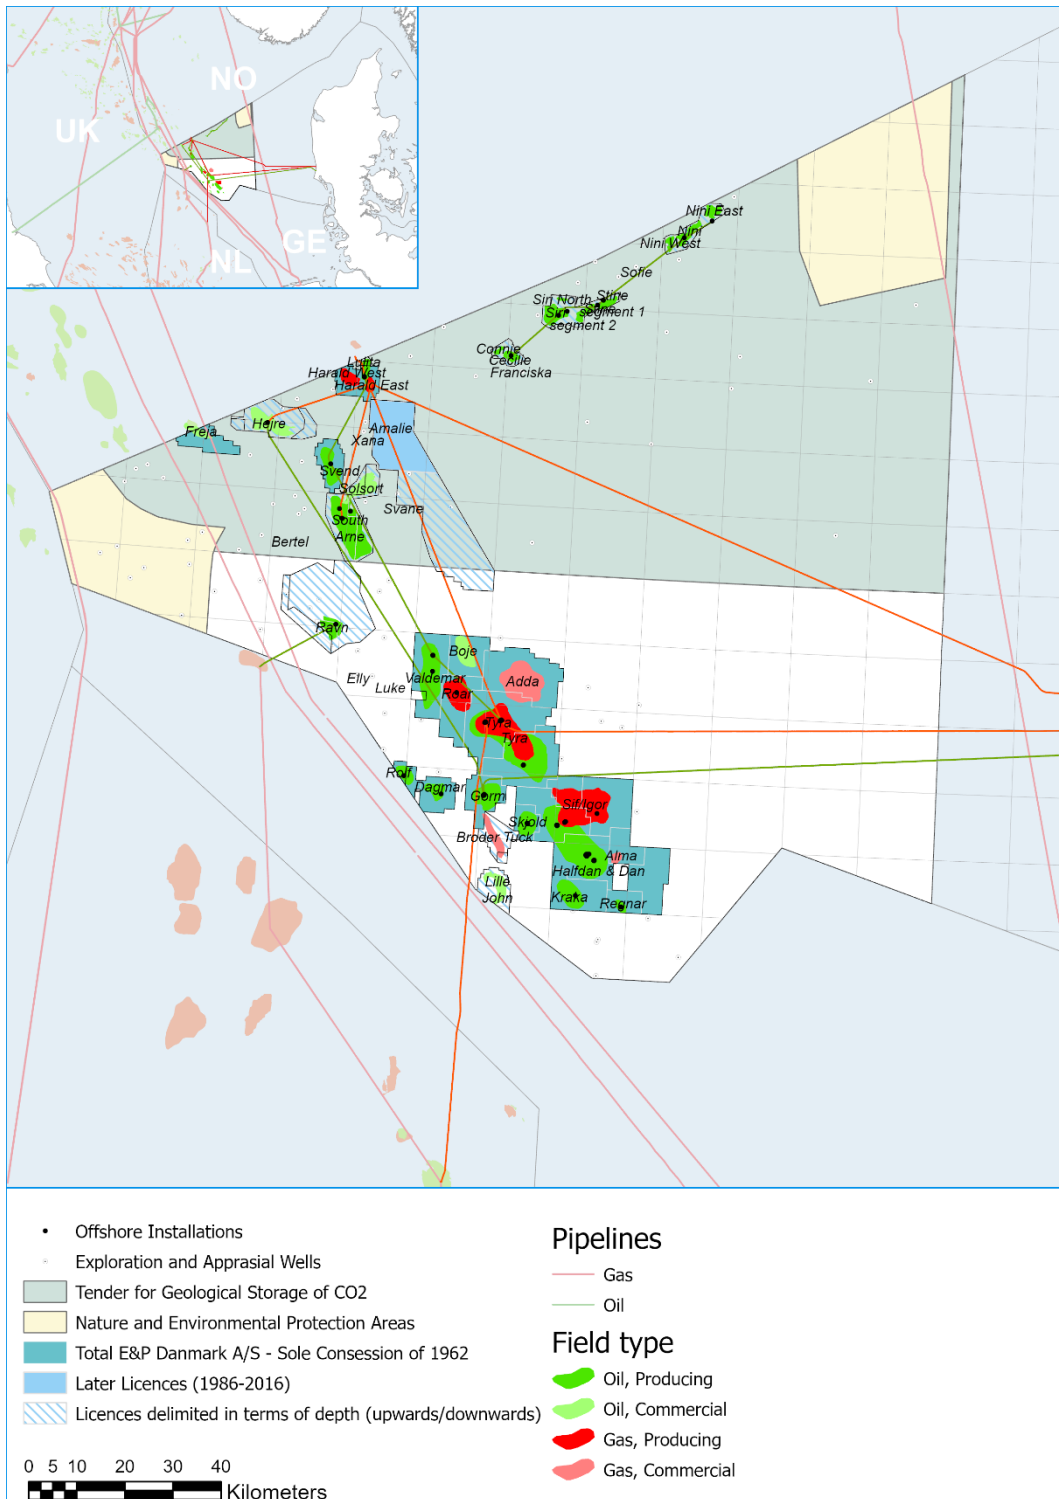 NO
UK
GE
NL
Nini East
Nini
Nini West
Sofie
Stine
Siri North
Siri
segment 1
segment 2
Connie
Cecilie
Franciska
Lulita
Harald West
Harald East
Hejre
Freja
Amalie
Xana
Svend
Solsort
Svane
South
Arne
Bertel
Ravn
Boje
Elly
Luke
Valdemar
Adda
Roar
Tyra
Tyra
Rolf
Dagmar
Gorm
Sif/Igor
Skjold
Broder Tuck
Alma
Halfdan & Dan
Lille
John
Kraka
Regnar
Offshore Installations
Exploration and Apprasial Wells
Tender for Geological Storage of CO2
Nature and Environmental Protection Areas
Total E&P Danmark A/S - Sole Consession of 1962
Later Licences (1986-2016)
Licences delimited in terms of depth (upwards/downwards)
0 5 10 20 30 40
Kilometers
Pipelines
Gas
Oil
Field type
Oil, Producing
Oil, Commercial
Gas, Producing
Gas, Commercial